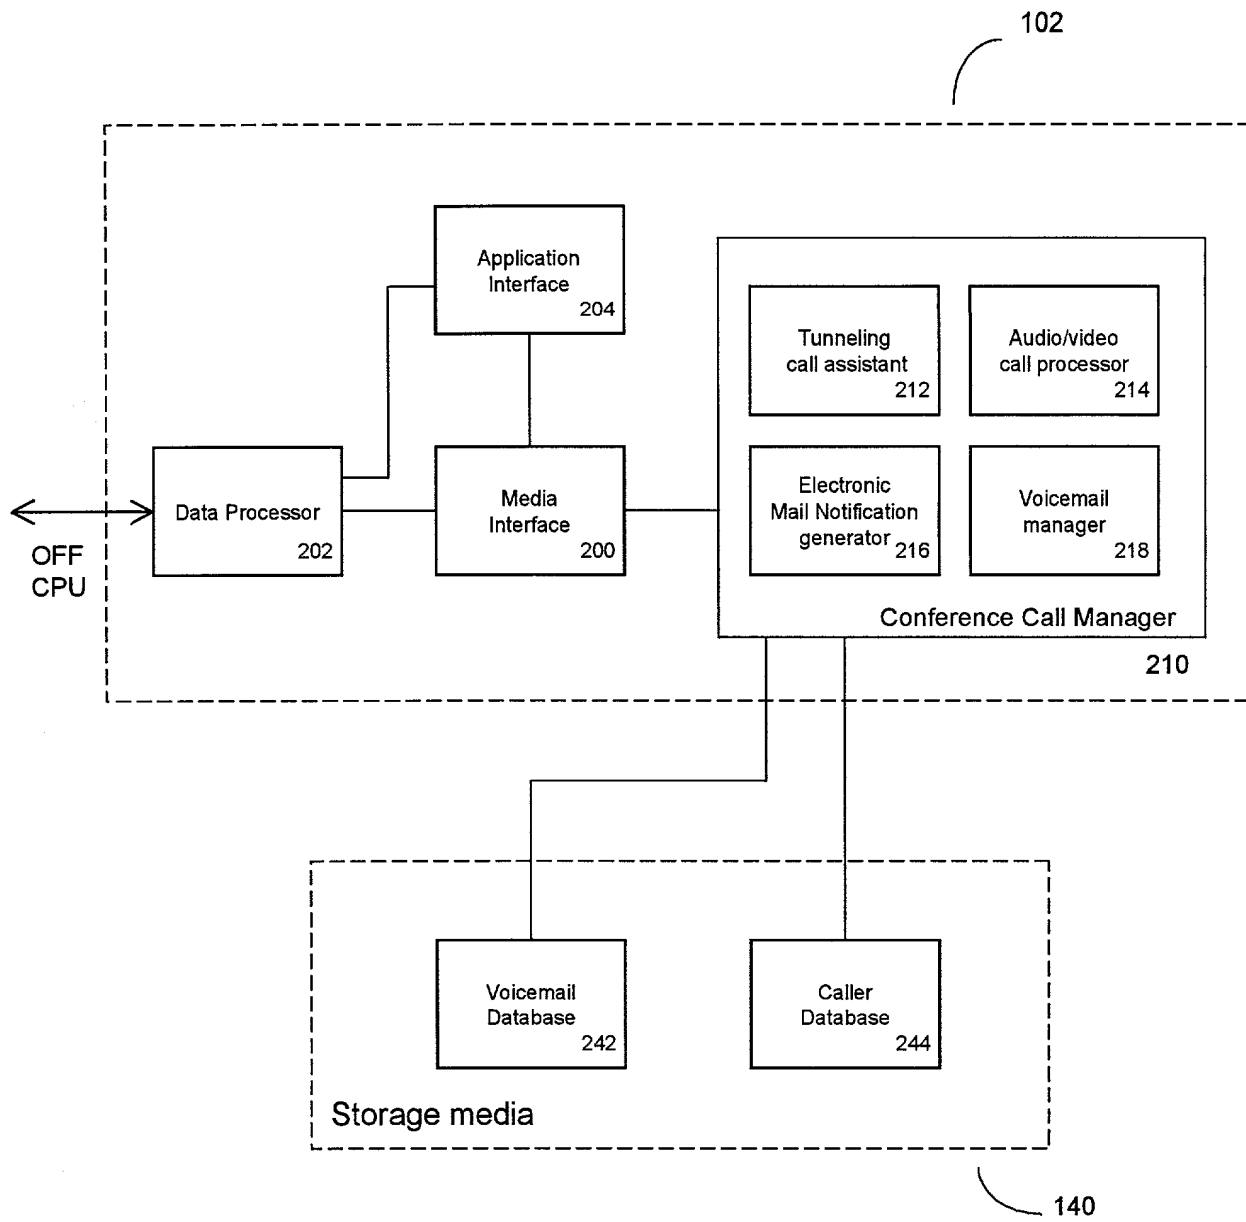 102
Application
Interface
204
Tunneling
call assistant
212
Audio/video
call processor
214
Data Processor
202
Media
Interface
200
Electronic
Mail Notification
generator
216
Voicemail
manager
218
OFF
CPU
Conference Call Manager
210
Voicemail
Database
242
Caller
Database
244
Storage media
140